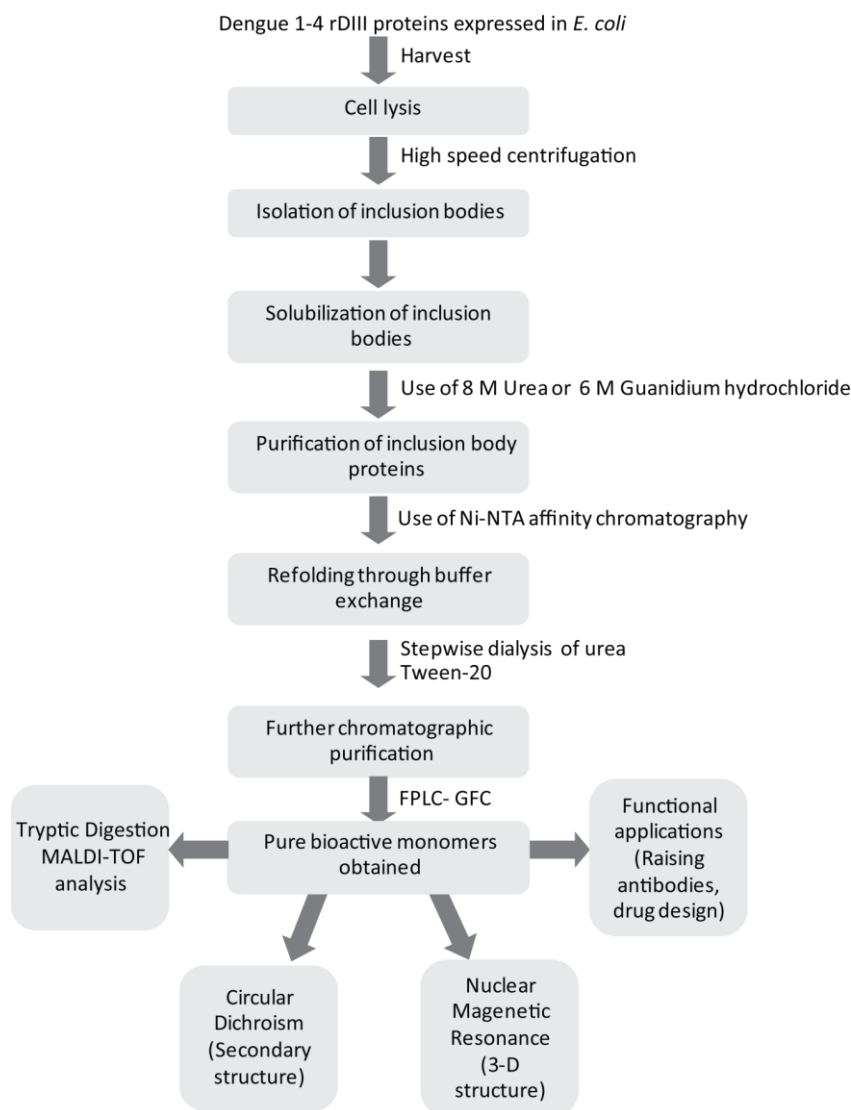 Dengue 1-4 rDIII proteins expressed in E. coli
Harvest
Cell lysis
High speed centrifugation
Isolation of inclusion bodies
Solubilization of inclusion
bodies
Use of 8 M Urea or 6 M Guanidium hydrochloride
Purification of inclusion body
proteins
Use of Ni-NTA affinity chromatography
Refolding through buffer
exchange
Stepwise dialysis of urea
Tween-20
Further chromatographic
purification
FPLC- GFC
Pure bioactive monomers
obtained
Tryptic Digestion
MALDI-TOF
analysis
Functional
applications
(Raising
antibodies,
drug design)
Circular
Dichroism
(Secondary
structure)
Nuclear
Magenetic
Resonance
(3-D
structure)